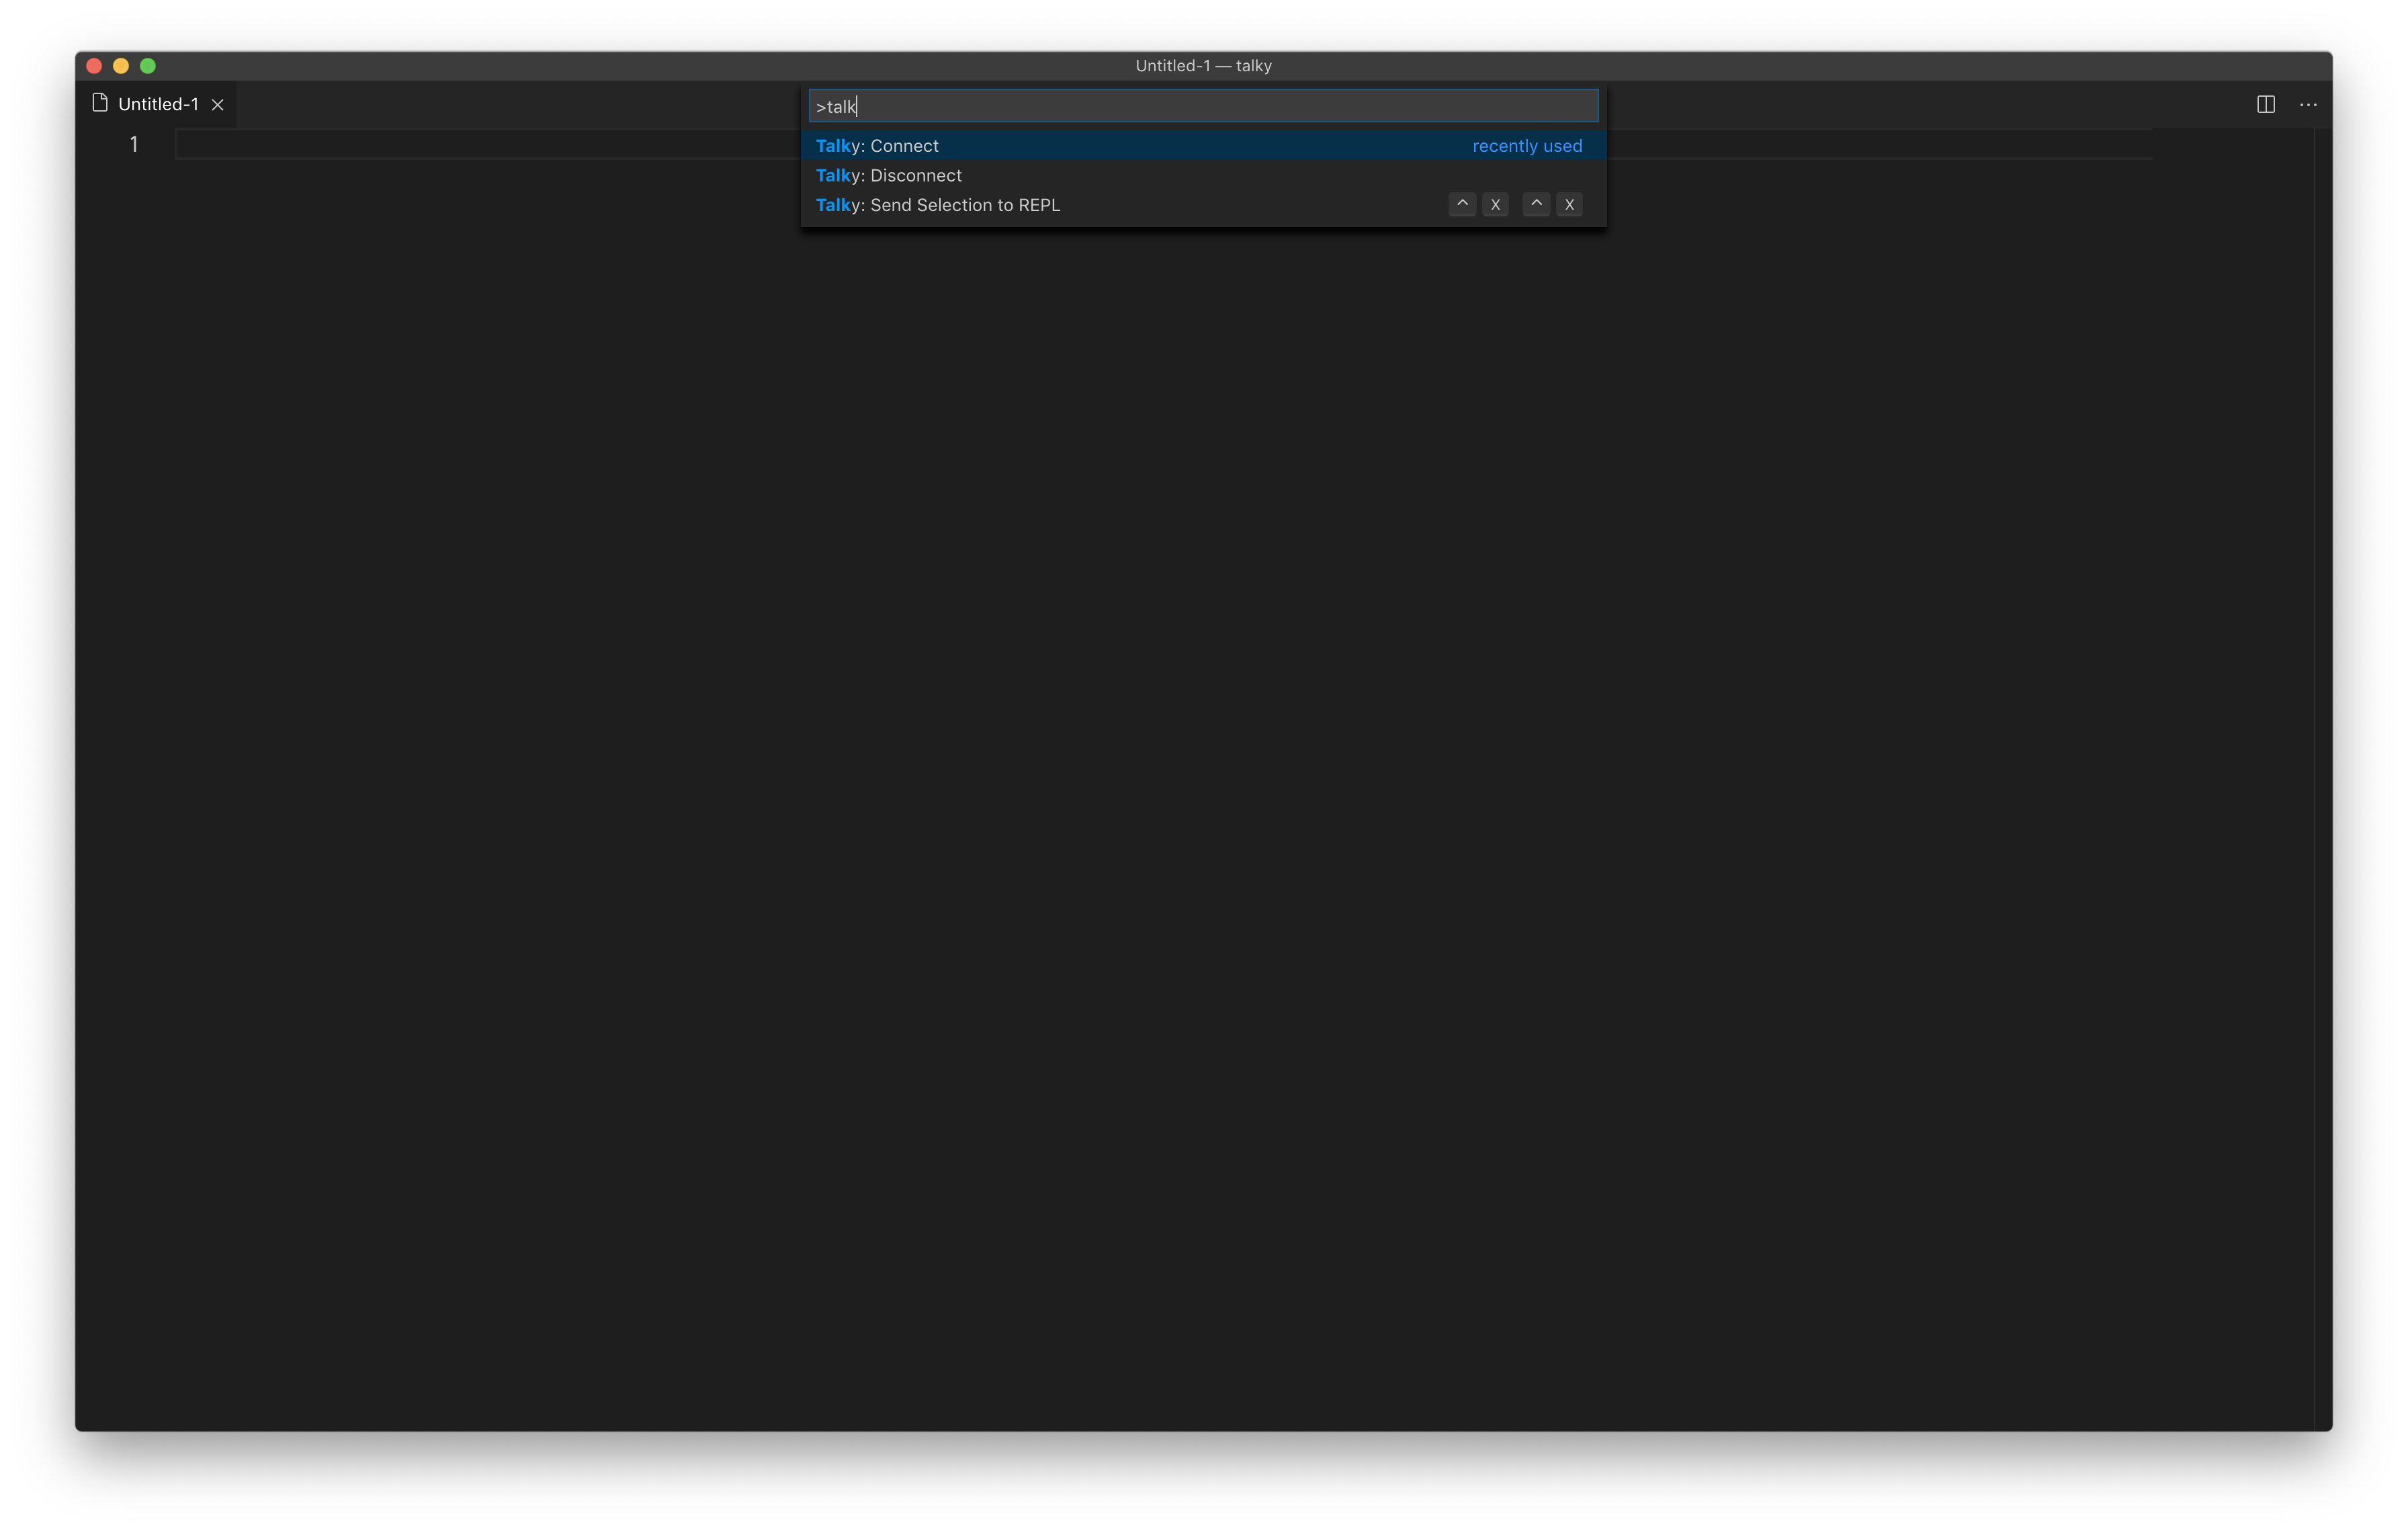 Untitled-1 — talky
Untitled-1
>talk
1
Talky: Connect recently used
Talky: Disconnect
Talky: Send Selection to REPL ^ X ^ X